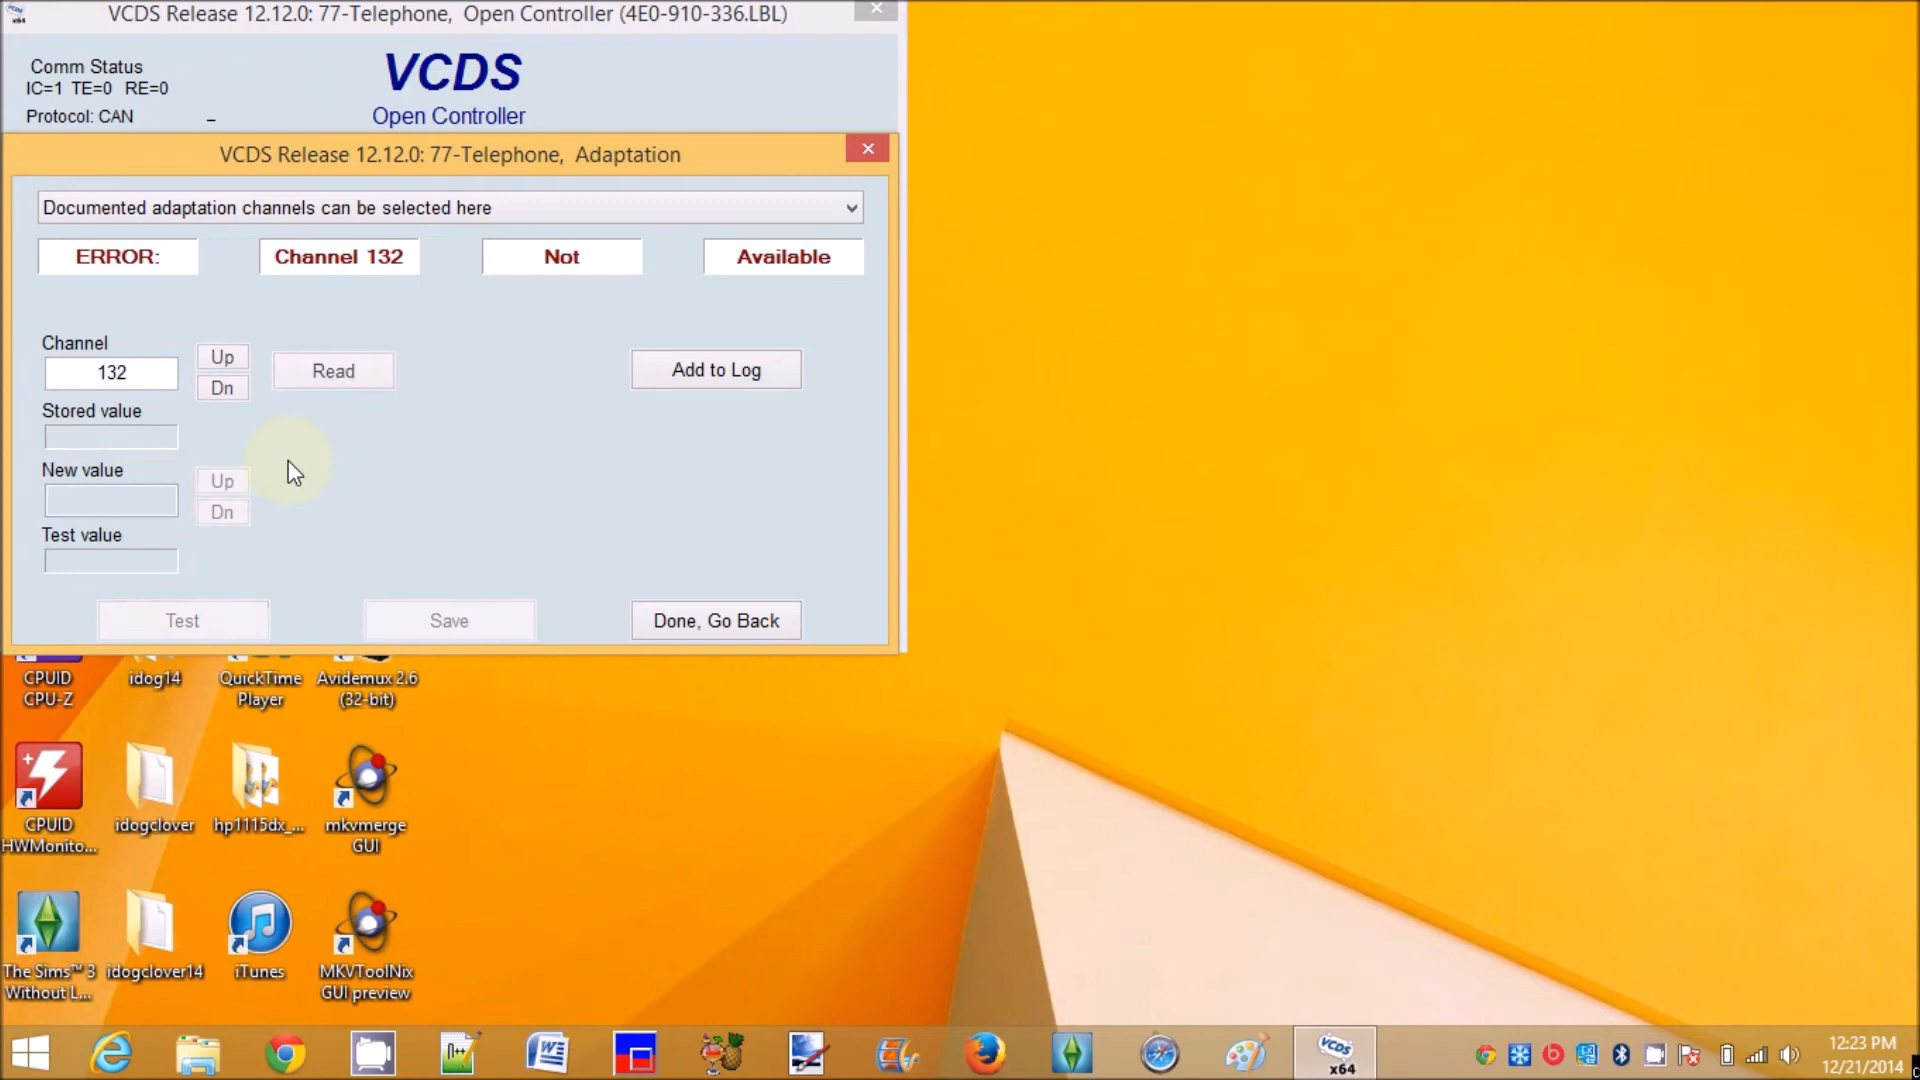 VCDS Release 12.12.0: 77-Telephone, Open Controller (4E0-910-336.LBL)
Comm Status
IC=1 TE=0 RE=0
Protocol: CAN
VCDS
Open Controller
VCDS Release 12.12.0: 77-Telephone, Adaptation
Documented adaptation channels can be selected here
ERROR: Channel 132 Not Available
Channel
132
Up
Dn
Read
Add to Log
Stored value
New value
Up
Dn
Test value
Test
Save
Done, Go Back
CPUID CPU-Z
idog14
QuickTime Player
Avidemux 2.6 (32-bit)
CPUID HWMonito...
idogclover
hp1115dx_...
mkvmerge GUI
The Sims™ 3 Without L...
idogclover14
iTunes
MKVToolNix GUI preview
VCDS x64
12:23 PM
12/21/2014